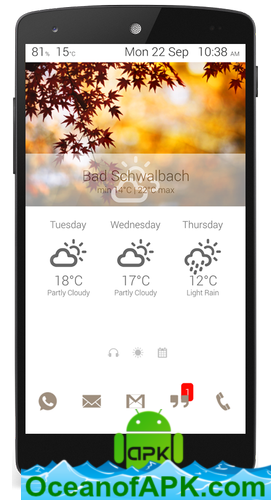 81% 15°C Mon 22 Sep 10:38 AM
Bad Schwalbach
min 14°C | 22°C max
Tuesday Wednesday Thursday
18°C 17°C 12°C
Partly Cloudy Partly Cloudy Light Rain
1
apk
OceanofAPK.com